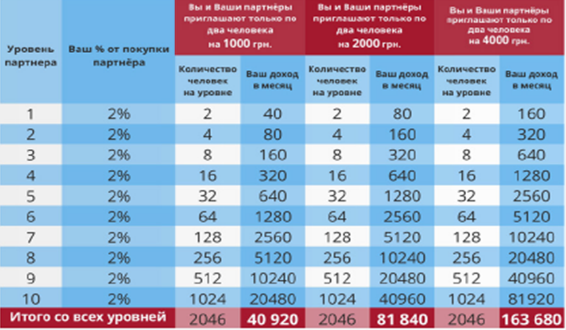 Уровень партнера
Ваш % от покупки партнёра
Вы и Ваши партнёры
приглашают только по
два человека
на 1000 грн.
Вы и Ваши партнёры
приглашают только по
два человека
на 2000 грн.
Вы и Ваши партнёры
приглашают только по
два человека
на 4000 грн.
Количество человек на уровне
Ваш доход в месяц
Количество человек на уровне
Ваш доход в месяц
Количество человек на уровне
Ваш доход в месяц
1 2% 2 40 2 80 2 160
2 2% 4 80 4 160 4 320
3 2% 8 160 8 320 8 640
4 2% 16 320 16 640 16 1280
5 2% 32 640 32 1280 32 2560
6 2% 64 1280 64 2560 64 5120
7 2% 128 2560 128 5120 128 10240
8 2% 256 5120 256 10240 256 20480
9 2% 512 10240 512 20480 512 40960
10 2% 1024 20480 1024 40960 1024 81920
Итого со всех уровней 2046 40 920 2046 81 840 2046 163 680